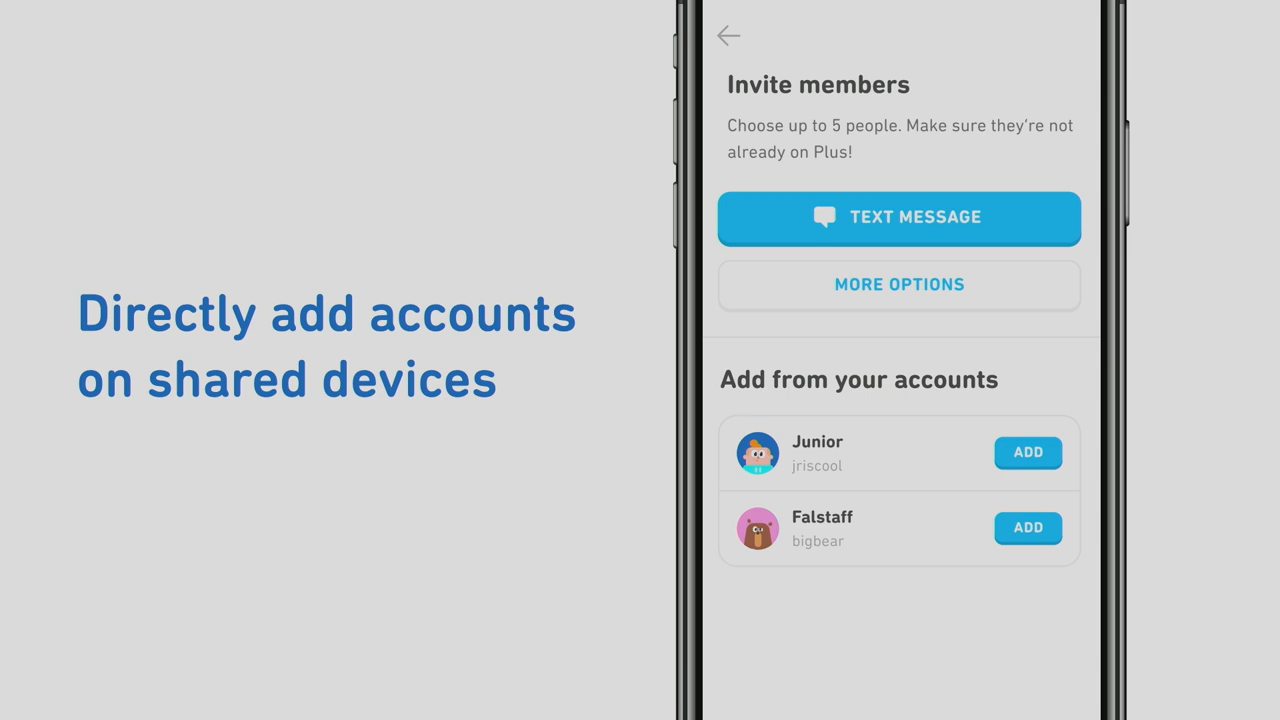 Directly add accounts
on shared devices
Invite members
Choose up to 5 people. Make sure they're not
already on Plus!
TEXT MESSAGE
MORE OPTIONS
Add from your accounts
Junior
jriscool
ADD
Falstaff
bigbear
ADD